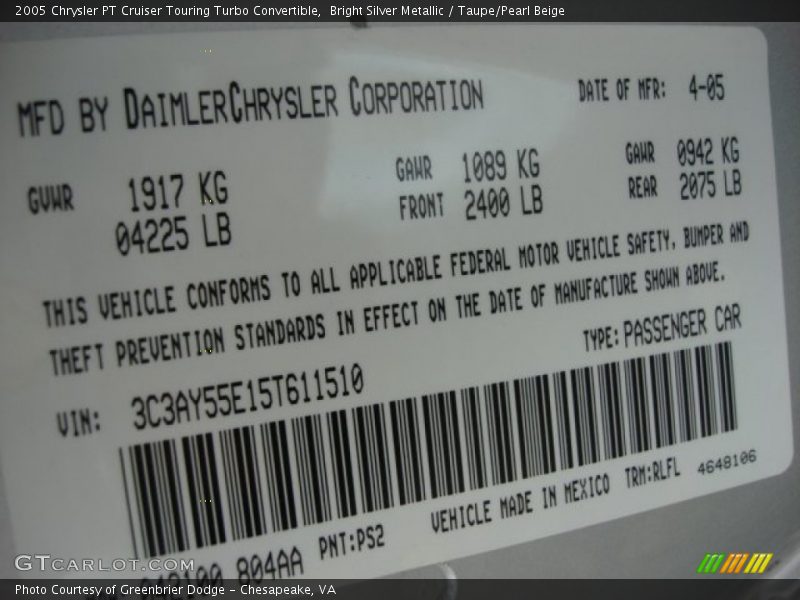 2005 Chrysler PT Cruiser Touring Turbo Convertible, Bright Silver Metallic / Taupe/Pearl Beige
MFD BY DAIMLERCHRYSLER CORPORATION DATE OF MFR: 4-05
GVWR 1917 KG GAWR 1089 KG GAWR 0942 KG
04225 LB FRONT 2400 LB REAR 2075 LB
THIS VEHICLE CONFORMS TO ALL APPLICABLE FEDERAL MOTOR VEHICLE SAFETY, BUMPER AND
THEFT PREVENTION STANDARDS IN EFFECT ON THE DATE OF MANUFACTURE SHOWN ABOVE.
VIN: 3C3AY55E15T611510 TYPE: PASSENGER CAR
804AA PNT:PS2 VEHICLE MADE IN MEXICO TRM:RLFL 4648106
GTCARLOT.COM
Photo Courtesy of Greenbrier Dodge - Chesapeake, VA